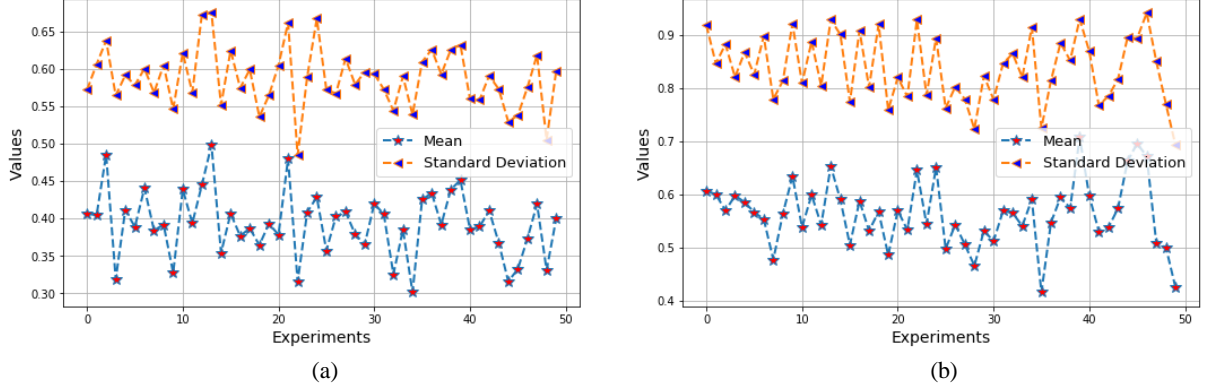 0.65
0.60
0.55
0.50
0.45
0.40
0.35
0.30
Values
Mean
Standard Deviation
0 10 20 30 40 50
Experiments
(a)
0.9
0.8
0.7
0.6
0.5
0.4
Values
Mean
Standard Deviation
0 10 20 30 40 50
Experiments
(b)